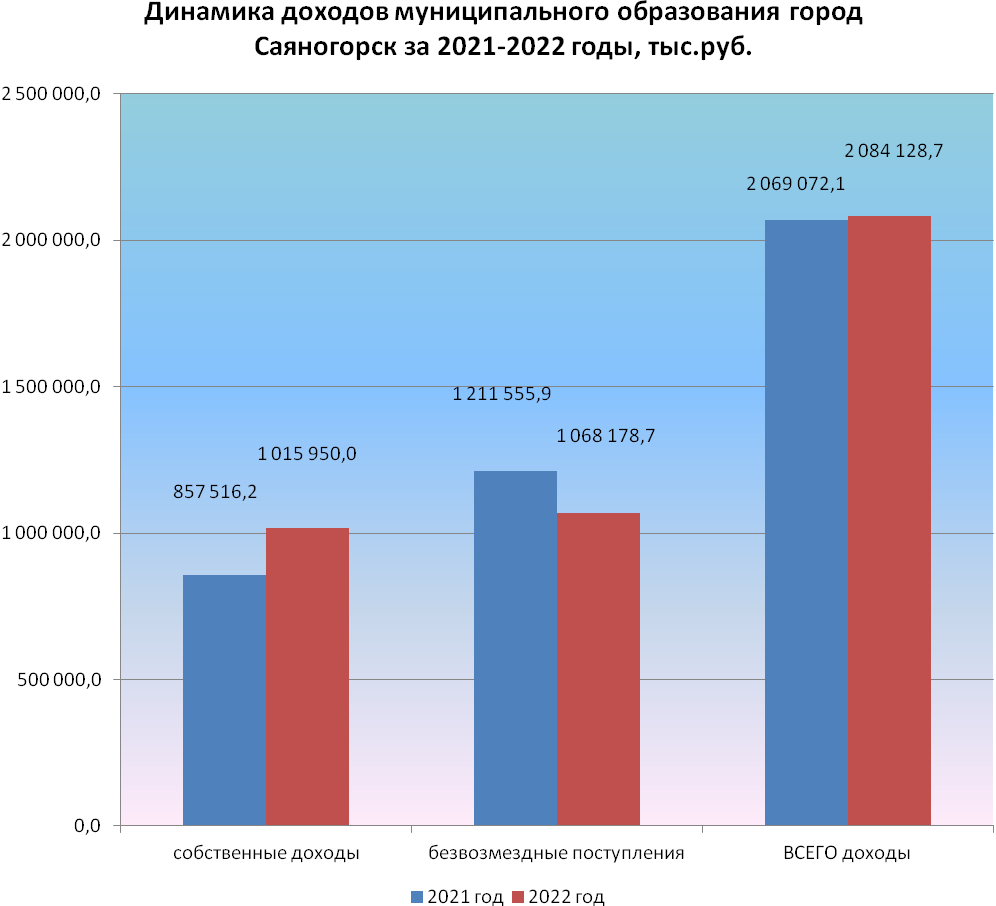 Динамика доходов муниципального образования город
Саяногорск за 2021-2022 годы, тыс.руб.
2 500 000,0
2 084 128,7
2 069 072,1
2 000 000,0
1 500 000,0
1 211 555,9
1 068 178,7
1 015 950,0
857 516,2
1 000 000,0
500 000,0
0,0
собственные доходы безвозмездные поступления ВСЕГО доходы
2021 год 2022 год